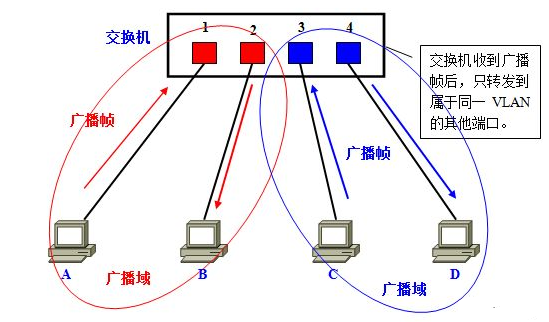 交换机
1 2 3 4
交换机收到广播
帧后，只转发到
属于同一 VLAN
的其他端口。
广播帧
广播帧
A B C D
广播域
广播域